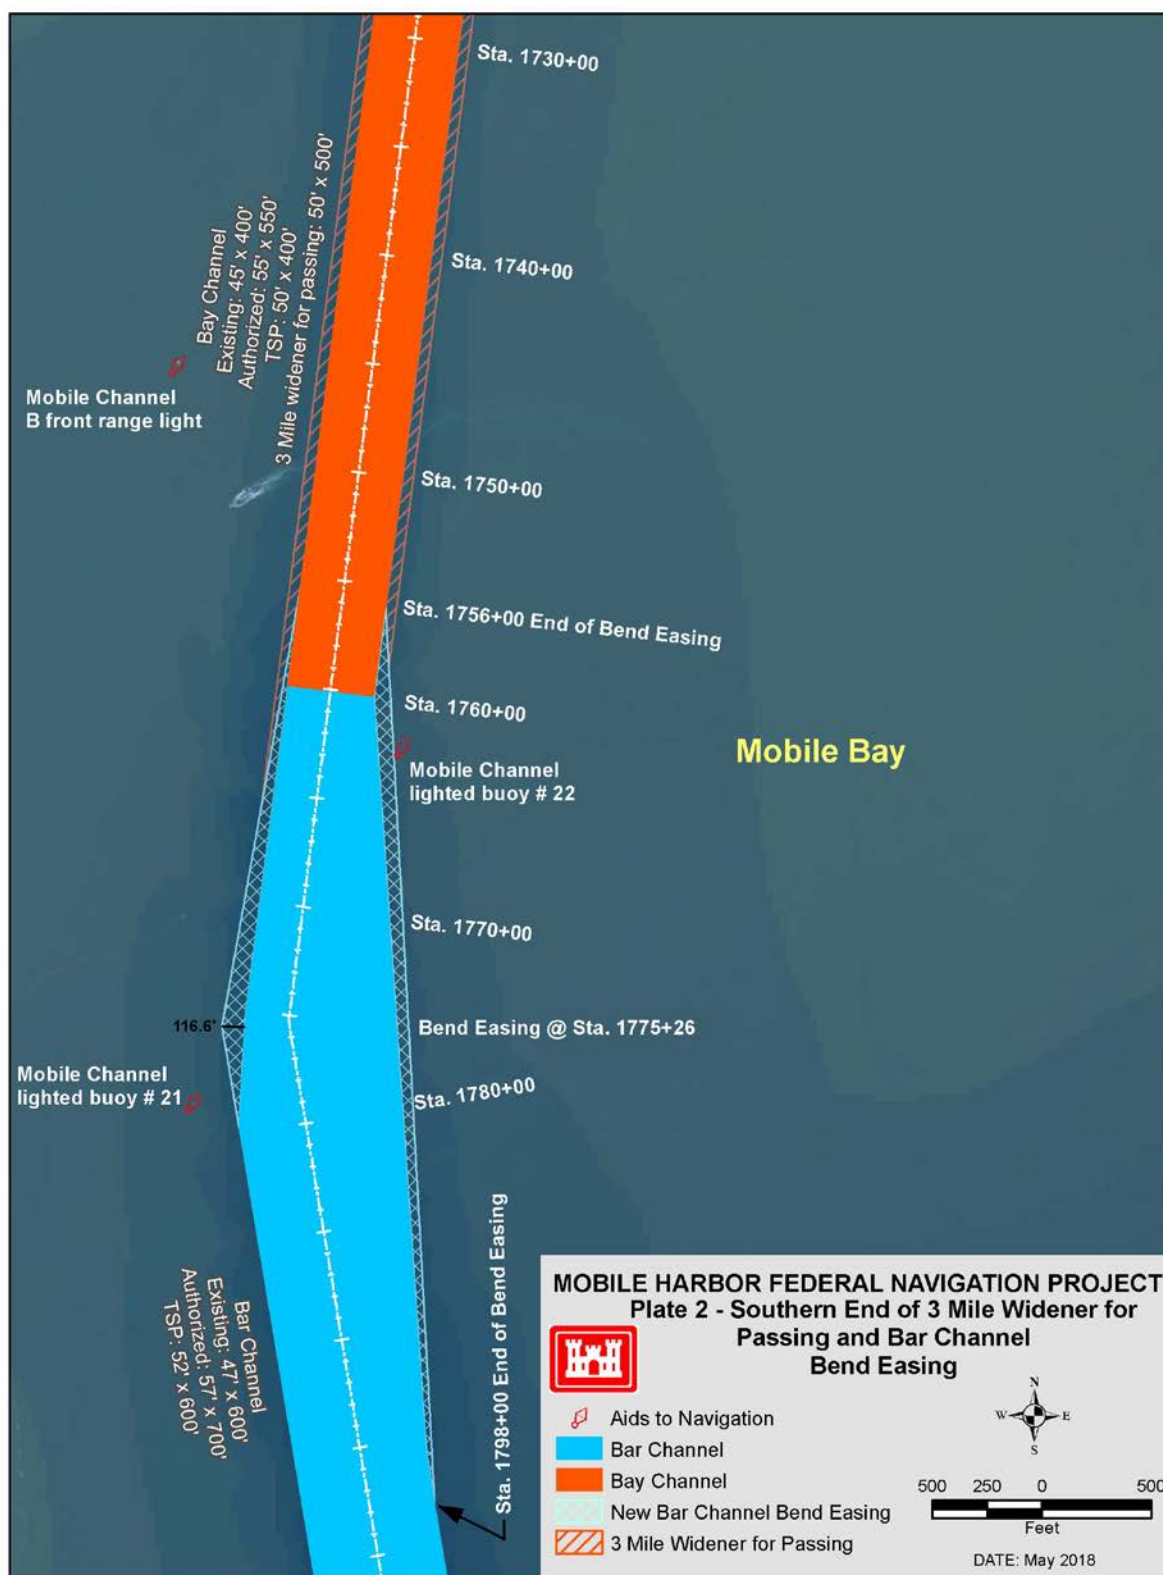 Sta. 1730+00
Bay Channel
Existing: 45' x 400'
Authorized: 55' x 550'
TSP: 50' x 400'
3 Mile widener for passing: 50' x 500'
Sta. 1740+00
Mobile Channel
B front range light
Sta. 1750+00
Sta. 1756+00 End of Bend Easing
Sta. 1760+00
Mobile Bay
Mobile Channel
lighted buoy # 22
Sta. 1770+00
116.6'
Bend Easing @ Sta. 1775+26
Mobile Channel
lighted buoy # 21
Sta. 1780+00
Sta. 1798+00 End of Bend Easing
Bar Channel
Existing: 47' x 600'
Authorized: 57' x 700'
TSP: 52' x 600'
MOBILE HARBOR FEDERAL NAVIGATION PROJECT
Plate 2 - Southern End of 3 Mile Widener for
Passing and Bar Channel
Bend Easing
Aids to Navigation
Bar Channel
Bay Channel
New Bar Channel Bend Easing
3 Mile Widener for Passing
N
W E
S
500 250 0 500
Feet
DATE: May 2018